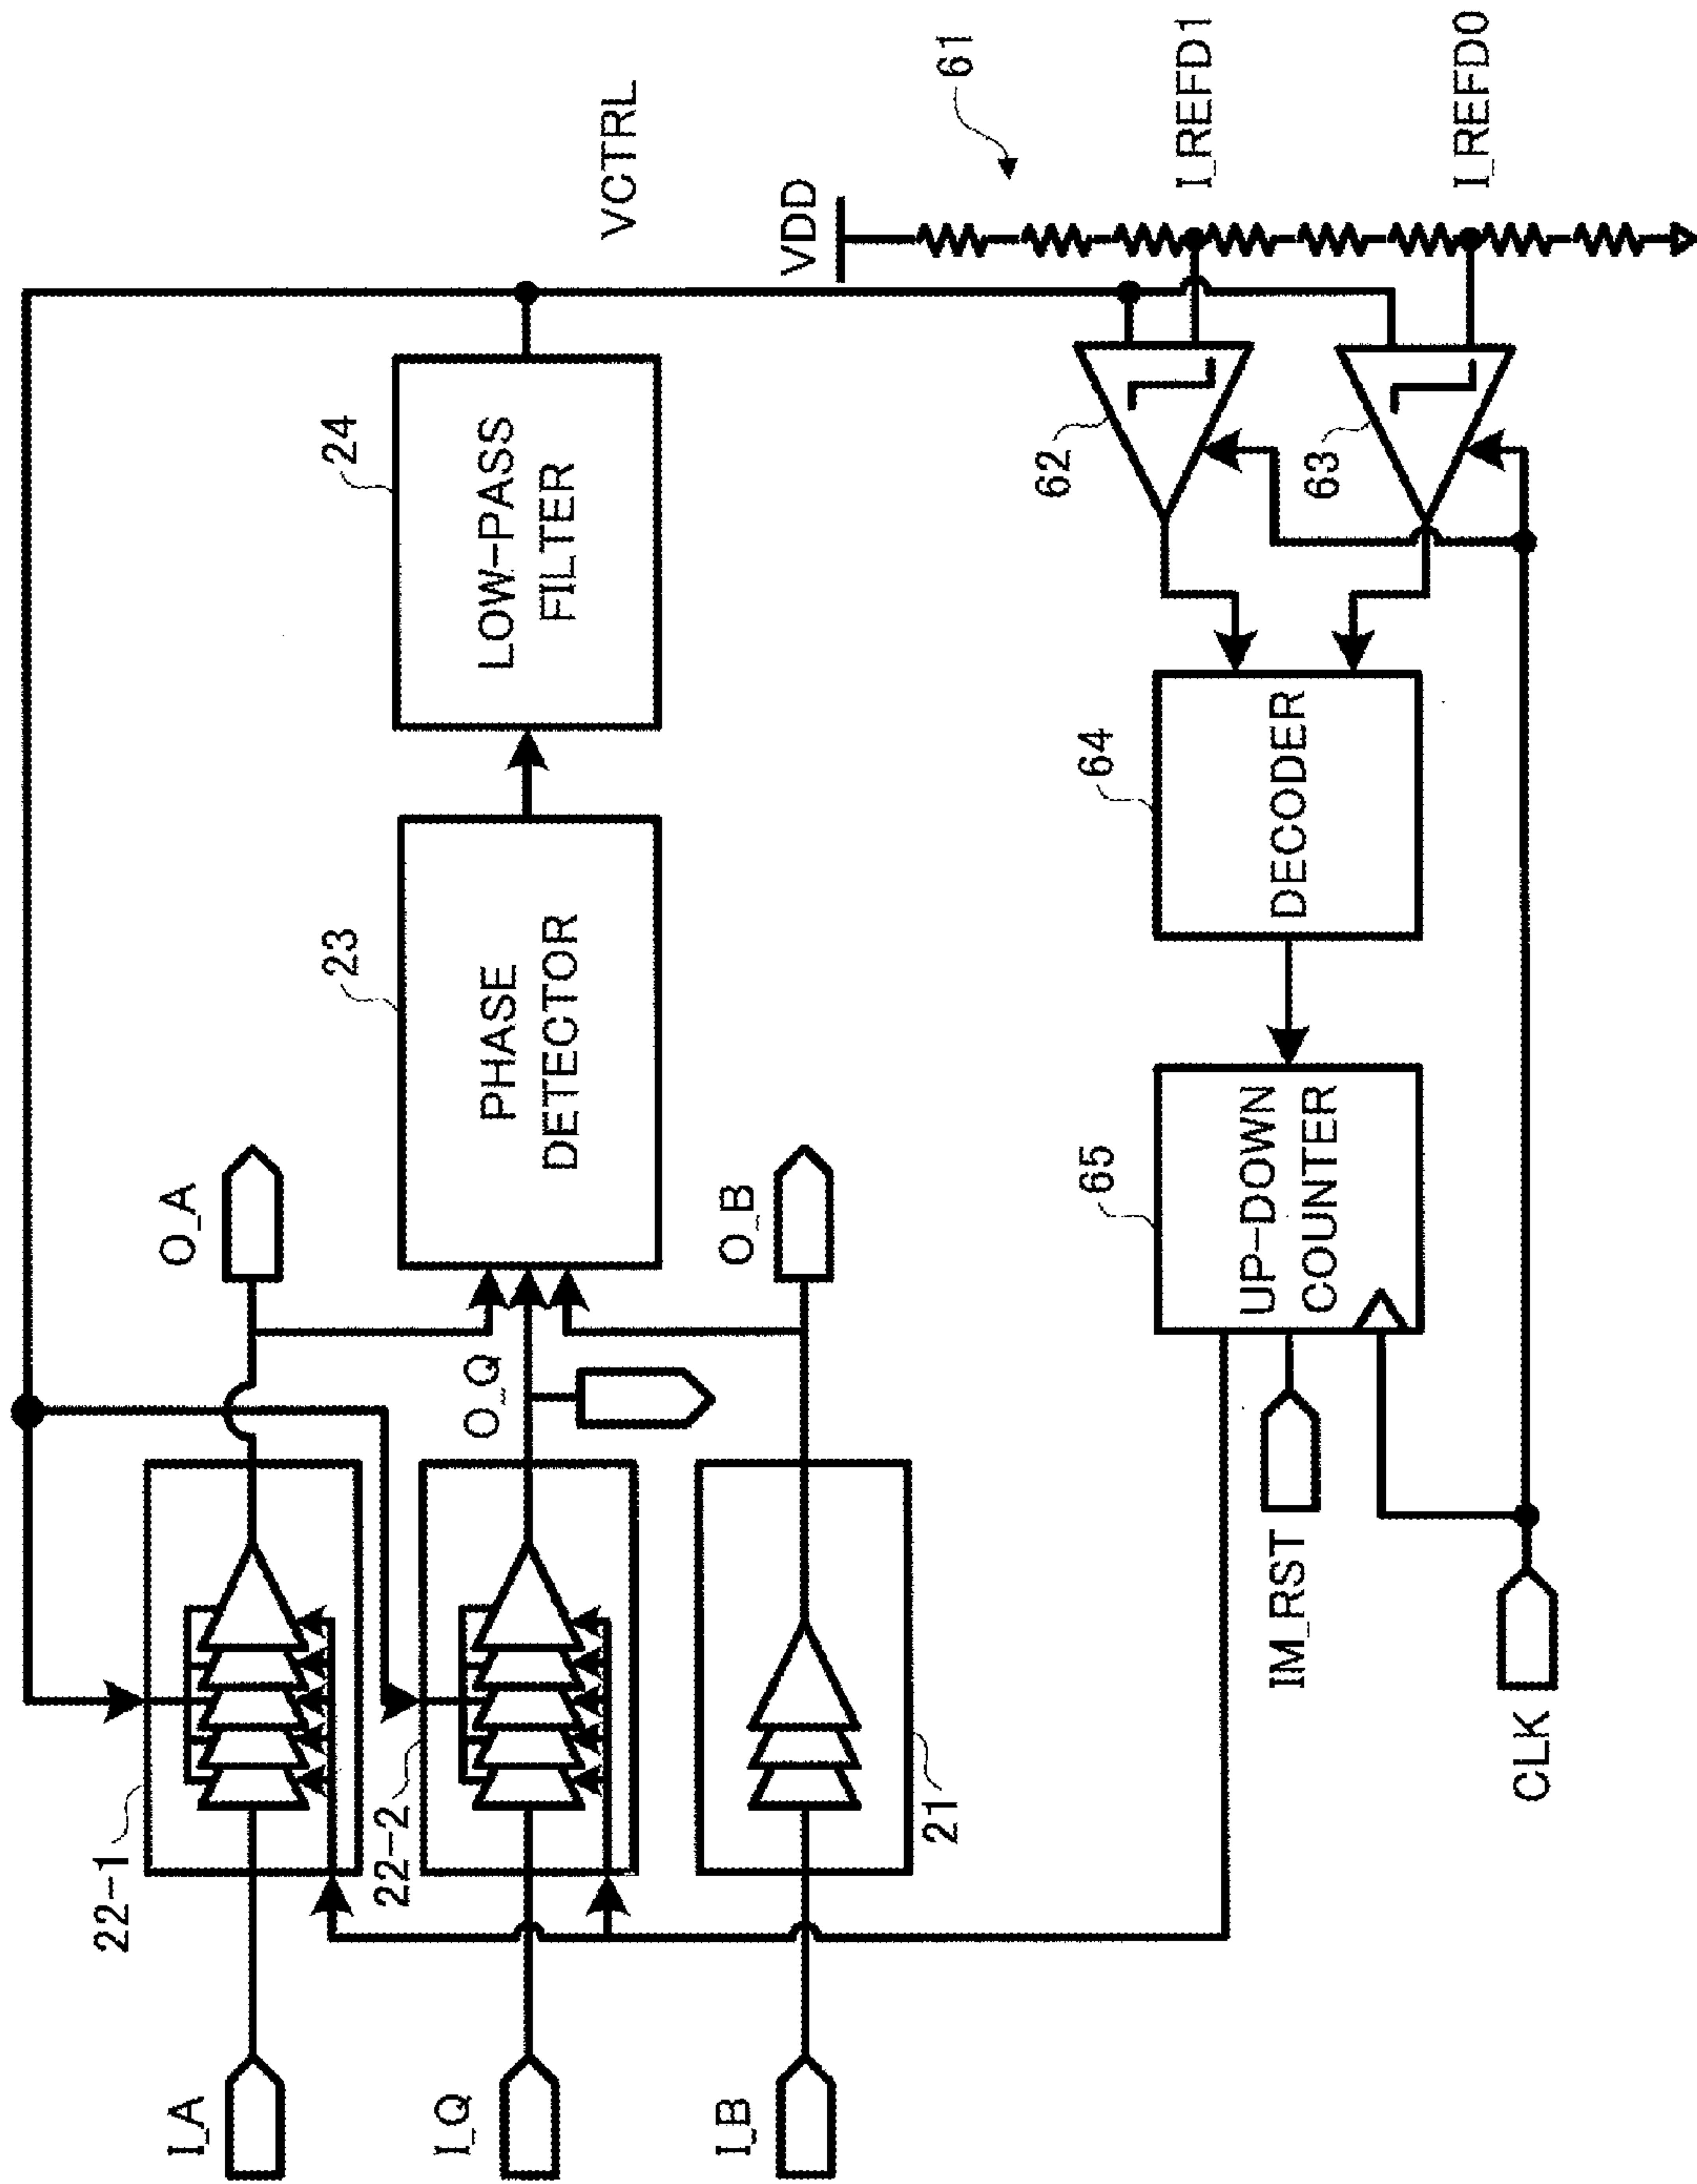 VCTRL
24
LOW-PASS
FILTER
23
PHASE
DETECTOR
O_A
O_Q
O_B
22-1
22-2
21
I_A
I_Q
I_B
VDD
61
I_REFD1
I_REFD0
62
63
64
DECODER
65
UP-DOWN
COUNTER
IM_RST
CLK